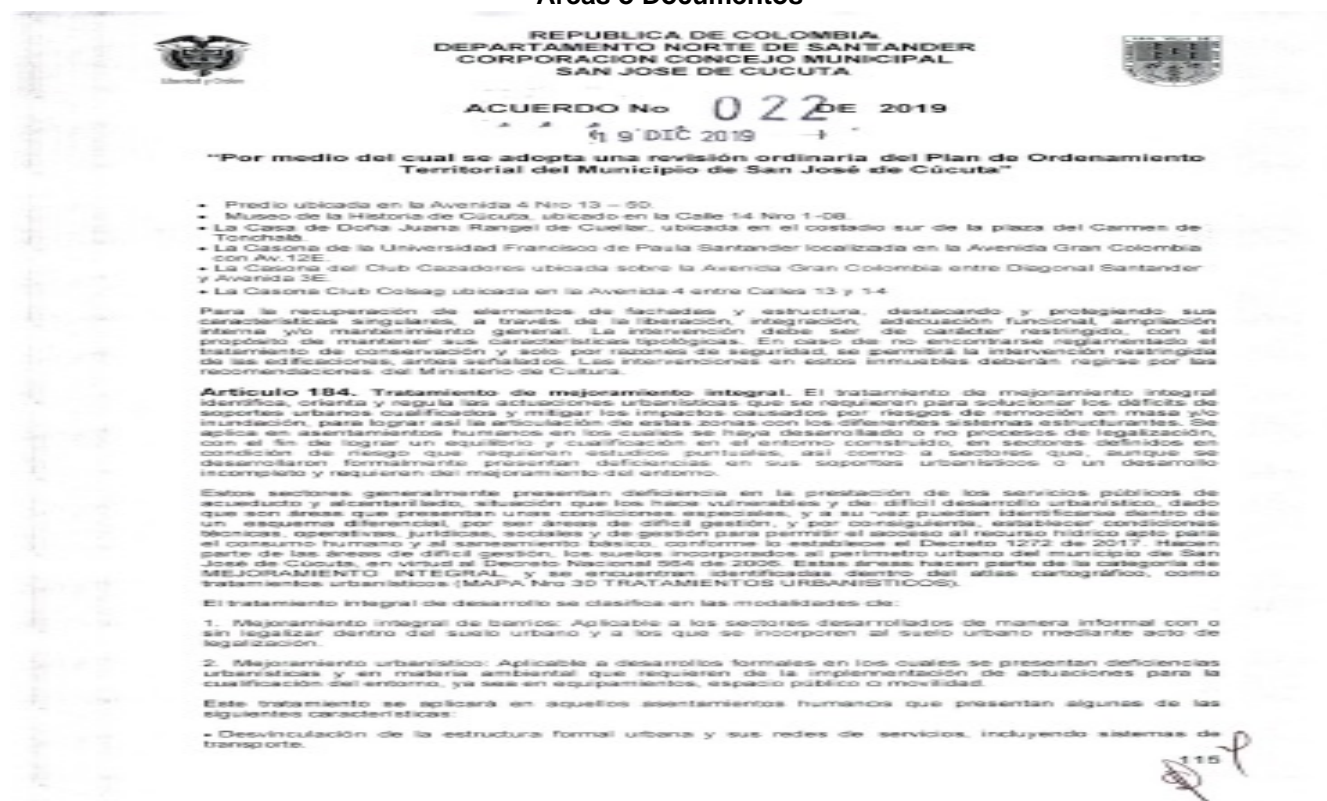 Áreas o Documentos
REPUBLICA DE COLOMBIA
DEPARTAMENTO NORTE DE SANTANDER
CORPORACION CONCEJO MUNICIPAL
SAN JOSE DE CUCUTA
Libertad y Orden
ACUERDO No 022 DE 2019
19 DIC 2019
"Por medio del cual se adopta una revisión ordinaria del Plan de Ordenamiento
Territorial del Municipio de San José de Cúcuta"
• Predio ubicada en la Avenida 4 Nro 13 – 50.
• Museo de la Historia de Cúcuta, ubicado en la Calle 14 Nro 1-08.
• La Casa de Doña Juana Rangel de Cuellar, ubicada en el costado sur de la plaza del Carmen de
Tonchalá.
• La Casona de la Universidad Francisco de Paula Santander localizada en la Avenida Gran Colombia
con Av. 12E.
• La Casona del Club Cazadores ubicada sobre la Avenida Gran Colombia entre Diagonal Santander
y Avenida 3E.
• La Casona Club Colsag ubicada en la Avenida 4 entre Calles 13 y 14
Para la recuperación de elementos de fachadas y estructura, destacando y protegiendo sus
características singulares, a través de la liberación, integración, adecuación funcional, ampliación
interna y/o mantenimiento general. La intervención debe ser de carácter restringido, con el
propósito de mantener sus características tipológicas. En caso de no encontrarse reglamentado el
tratamiento de conservación y solo por razones de seguridad, se permitirá la intervención restringida
de las edificaciones, antes señalados. Las intervenciones en estos inmuebles deberán regirse por las
recomendaciones del Ministerio de Cultura.
Artículo 184. Tratamiento de mejoramiento integral. El tratamiento de mejoramiento integral
identifica, orienta y regula las actuaciones urbanísticas que se requieren para solucionar los déficits de
soportes urbanos cualificados y mitigar los impactos causados por riesgos de remoción en masa y/o
inundación, para lograr así la articulación de estas zonas con los diferentes sistemas estructurantes. Se
aplica en asentamientos humanos en los cuales se haya desarrollado o no procesos de legalización,
con el fin de lograr un equilibrio y cualificación en el entorno construido, en sectores definidos en
condición de riesgo que requieren estudios puntuales, así como a sectores que, aunque se
desarrollaron formalmente presentan deficiencias en sus soportes urbanísticos o un desarrollo
incompleto y requieren del mejoramiento del entorno.
Estos sectores generalmente presentan deficiencia en la prestación de los servicios públicos de
acueducto y alcantarillado, situación que los hace vulnerables y de difícil desarrollo urbanístico, dado
que son áreas que presentan unas condiciones especiales, y a su vez puedan identificarse dentro de
un esquema diferencial, por ser áreas de difícil gestión, y por consiguiente, establecer condiciones
técnicas, operativas, jurídicas, sociales y de gestión para permitir el acceso al recurso hídrico apto para
el consumo humano y al saneamiento básico, conforme lo establece el Decreto 1272 de 2017. Hacen
parte de las áreas de difícil gestión, los suelos incorporados al perímetro urbano del municipio de San
José de Cúcuta, en virtud al Decreto Nacional 564 de 2006. Estas áreas hacen parte de la categoría de
MEJORAMIENTO INTEGRAL y se encuentran identificadas dentro del atlas cartográfico, como
tratamientos urbanísticos (MAPA Nro 30 TRATAMIENTOS URBANISTICOS).
El tratamiento integral de desarrollo se clasifica en las modalidades de:
1. Mejoramiento integral de barrios: Aplicable a los sectores desarrollados de manera informal con o
sin legalizar dentro del suelo urbano y a los que se incorporen al suelo urbano mediante acto de
legalización.
2. Mejoramiento urbanístico: Aplicable a desarrollos formales en los cuales se presentan deficiencias
urbanísticas y en materia ambiental que requieren de la implementación de actuaciones para la
cualificación del entorno, ya sea en equipamientos, espacio público o movilidad.
Este tratamiento se aplicará en aquellos asentamientos humanos que presentan algunas de las
siguientes características:
• Desvinculación de la estructura formal urbana y sus redes de servicios, incluyendo sistemas de
transporte.
115